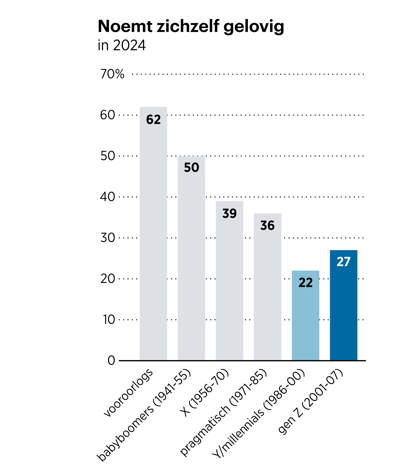 Noemt zichzelf gelovig
in 2024
70%
60
50
40
30
20
10
0
62
50
39
36
22
27
vooroorlogs
babyboomers (1941-55)
X (1956-70)
pragmatisch (1971-85)
Y/millennials (1986-00)
gen Z (2001-07)